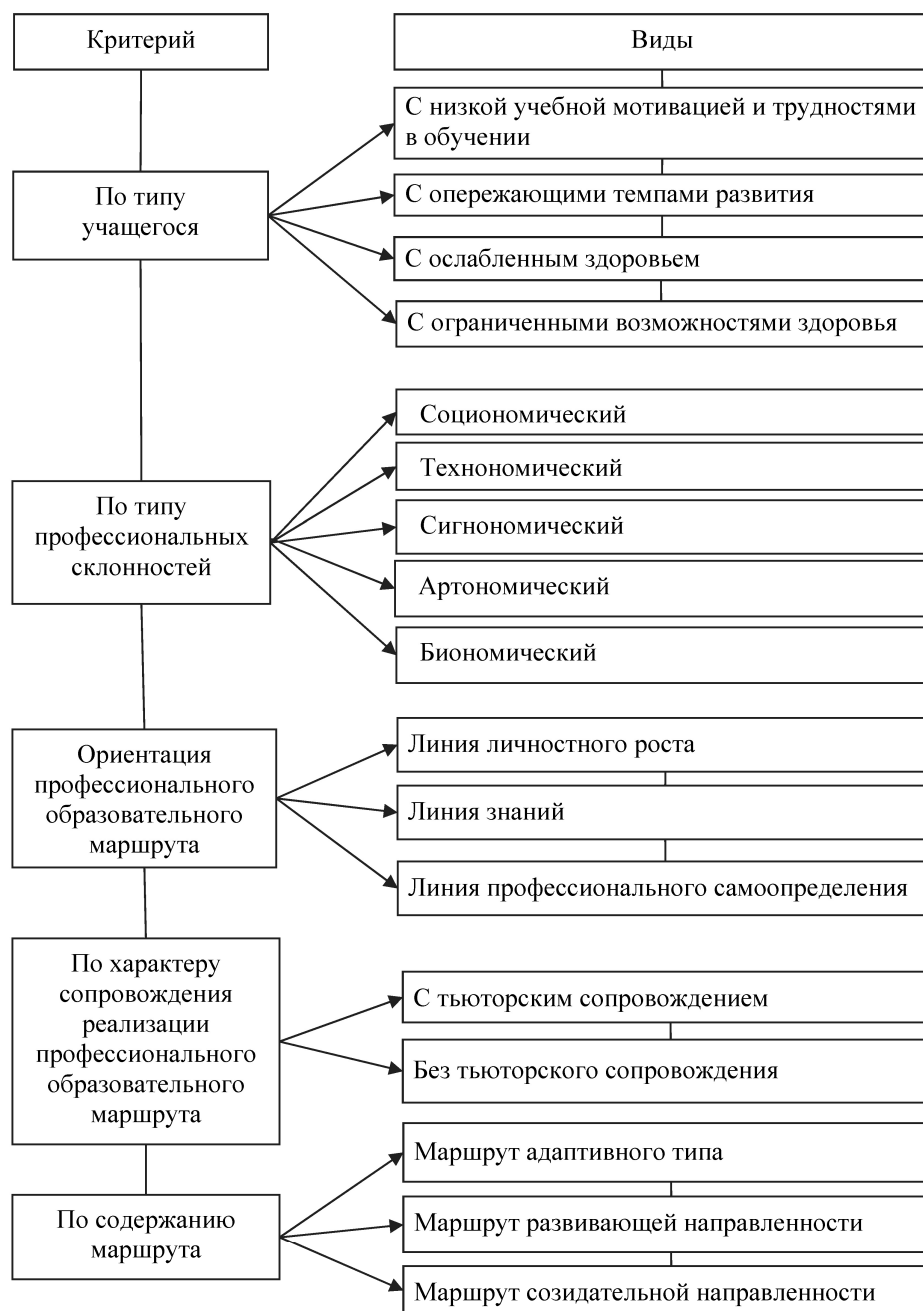 Критерий
Виды
По типу
учащегося
С низкой учебной мотивацией и трудностями
в обучении
С опережающими темпами развития
С ослабленным здоровьем
С ограниченными возможностями здоровья
По типу
профессиональных
склонностей
Социономический
Технономический
Сигнономический
Артономический
Биономический
Ориентация
профессионального
образовательного
маршрута
Линия личностного роста
Линия знаний
Линия профессионального самоопределения
По характеру
сопровождения
реализации
профессионального
образовательного
маршрута
С тьюторским сопровождением
Без тьюторского сопровождения
По содержанию
маршрута
Маршрут адаптивного типа
Маршрут развивающей направленности
Маршрут созидательной направленности